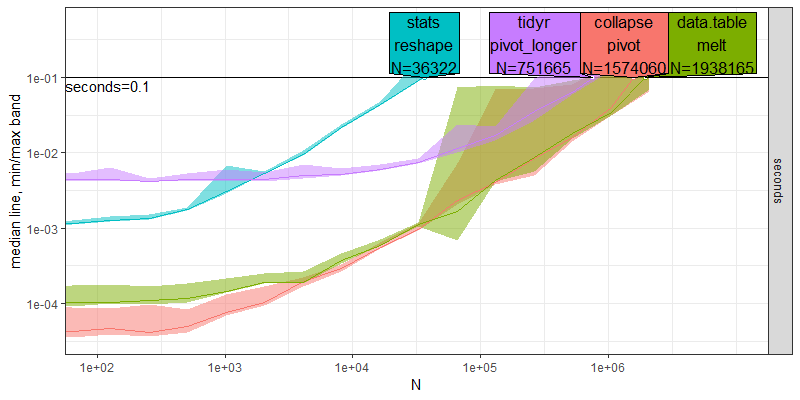 stats
reshape
N=36322
tidyr
pivot_longer
N=751665
collapse
pivot
N=1574060
data.table
melt
N=1938165
seconds=0.1
1e-01
1e-02
1e-03
1e-04
median line, min/max band
seconds
1e+02
1e+03
1e+04
1e+05
1e+06
N